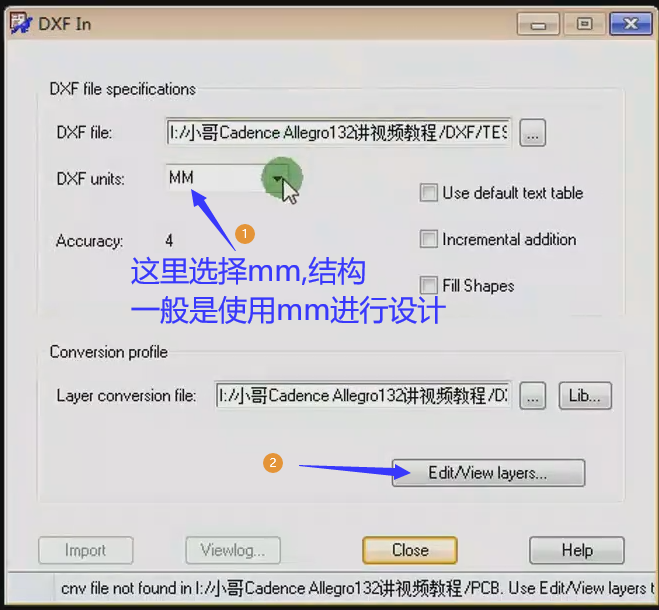 DXF In
DXF file specifications
DXF file: I:/小哥Cadence Allegro132讲视频教程/DXF/TES ...
DXF units: MM
Use default text table
1
Accuracy: 4
Incremental addition
这里选择mm,结构
一般是使用mm进行设计
Fill Shapes
Conversion profile
Layer conversion file: I:/小哥Cadence Allegro132讲视频教程/D ... Lib...
2
Edit/View layers...
Import Viewlog... Close Help
cnv file not found in I:/小哥Cadence Allegro132讲视频教程/PCB. Use Edit/View layers t